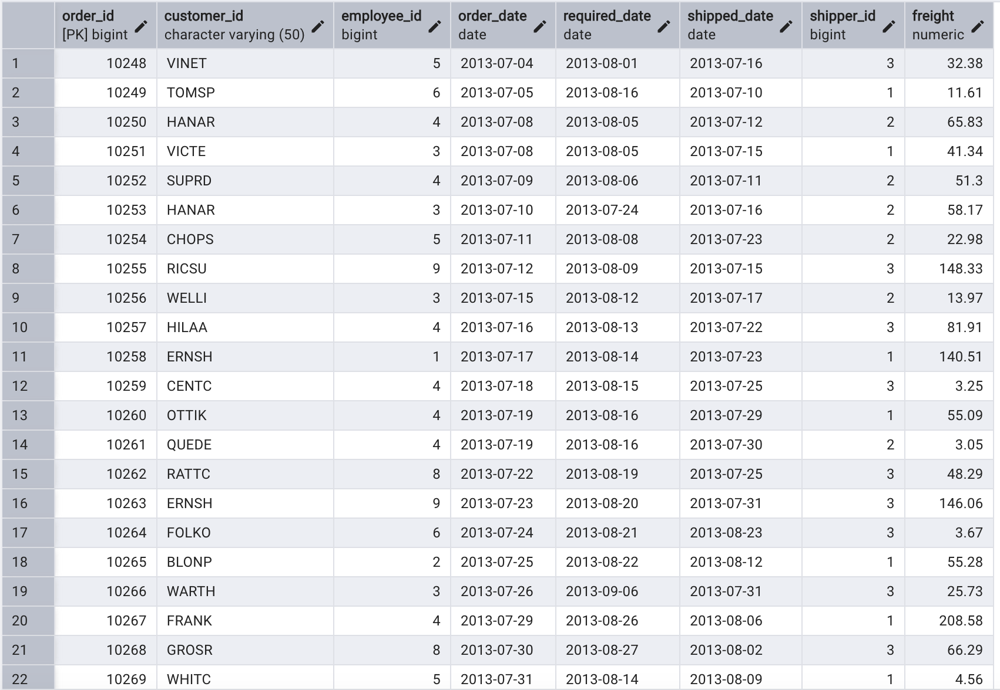 order_id customer_id employee_id order_date required_date shipped_date shipper_id freight
[PK] bigint character varying (50) bigint date date date bigint numeric
1 10248 VINET 5 2013-07-04 2013-08-01 2013-07-16 3 32.38
2 10249 TOMSP 6 2013-07-05 2013-08-16 2013-07-10 1 11.61
3 10250 HANAR 4 2013-07-08 2013-08-05 2013-07-12 2 65.83
4 10251 VICTE 3 2013-07-08 2013-08-05 2013-07-15 1 41.34
5 10252 SUPRD 4 2013-07-09 2013-08-06 2013-07-11 2 51.3
6 10253 HANAR 3 2013-07-10 2013-07-24 2013-07-16 2 58.17
7 10254 CHOPS 5 2013-07-11 2013-08-08 2013-07-23 2 22.98
8 10255 RICSU 9 2013-07-12 2013-08-09 2013-07-15 3 148.33
9 10256 WELLI 3 2013-07-15 2013-08-12 2013-07-17 2 13.97
10 10257 HILAA 4 2013-07-16 2013-08-13 2013-07-22 3 81.91
11 10258 ERNSH 1 2013-07-17 2013-08-14 2013-07-23 1 140.51
12 10259 CENTC 4 2013-07-18 2013-08-15 2013-07-25 3 3.25
13 10260 OTTIK 4 2013-07-19 2013-08-16 2013-07-29 1 55.09
14 10261 QUEDE 4 2013-07-19 2013-08-16 2013-07-30 2 3.05
15 10262 RATTC 8 2013-07-22 2013-08-19 2013-07-25 3 48.29
16 10263 ERNSH 9 2013-07-23 2013-08-20 2013-07-31 3 146.06
17 10264 FOLKO 6 2013-07-24 2013-08-21 2013-08-23 3 3.67
18 10265 BLONP 2 2013-07-25 2013-08-22 2013-08-12 1 55.28
19 10266 WARTH 3 2013-07-26 2013-09-06 2013-07-31 3 25.73
20 10267 FRANK 4 2013-07-29 2013-08-26 2013-08-06 1 208.58
21 10268 GROSR 8 2013-07-30 2013-08-27 2013-08-02 3 66.29
22 10269 WHITC 5 2013-07-31 2013-08-14 2013-08-09 1 4.56